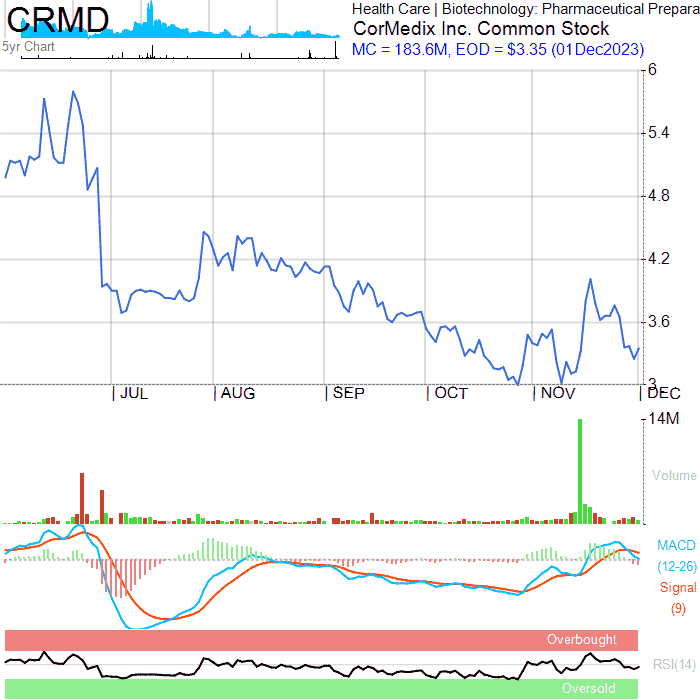 CRMD
5yr Chart
Health Care | Biotechnology: Pharmaceutical Prepara
CorMedix Inc. Common Stock
MC = 183.6M, EOD = $3.35 (01Dec2023)
6
5.4
4.8
4.2
3.6
3
| JUL | AUG | SEP | OCT | NOV | DEC
14M
Volume
MACD
(12-26)
Signal
(9)
Overbought
RSI(14)
Oversold